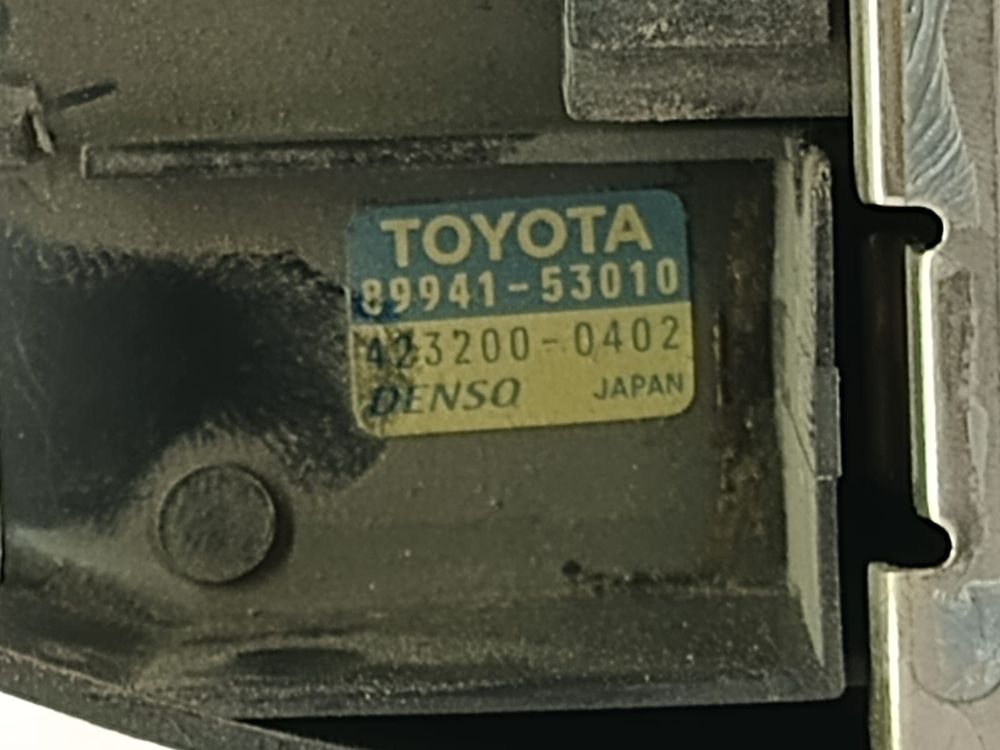 TOYOTA
89941-53010
423200-0402
DENSO JAPAN